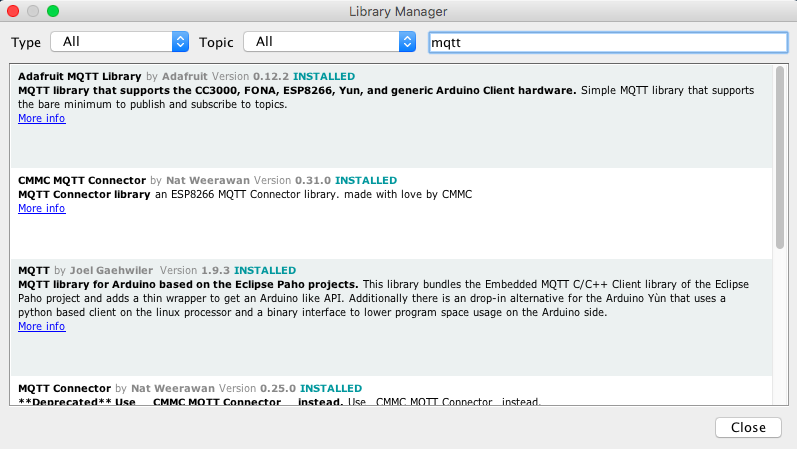 Library Manager
Type All Topic All mqtt
Adafruit MQTT Library by Adafruit Version 0.12.2 INSTALLED
MQTT library that supports the CC3000, FONA, ESP8266, Yun, and generic Arduino Client hardware. Simple MQTT library that supports
the bare minimum to publish and subscribe to topics.
More info
CMMC MQTT Connector by Nat Weerawan Version 0.31.0 INSTALLED
MQTT Connector library an ESP8266 MQTT Connector library. made with love by CMMC
More info
MQTT by Joel Gaehwiler Version 1.9.3 INSTALLED
MQTT library for Arduino based on the Eclipse Paho projects. This library bundles the Embedded MQTT C/C++ Client library of the Eclipse
Paho project and adds a thin wrapper to get an Arduino like API. Additionally there is an drop-in alternative for the Arduino Yùn that uses a
python based client on the linux processor and a binary interface to lower program space usage on the Arduino side.
More info
MQTT Connector by Nat Weerawan Version 0.25.0 INSTALLED
**Deprecated** Use __CMMC MQTT Connector__ instead. Use _CMMC MQTT Connector_ instead.
Close